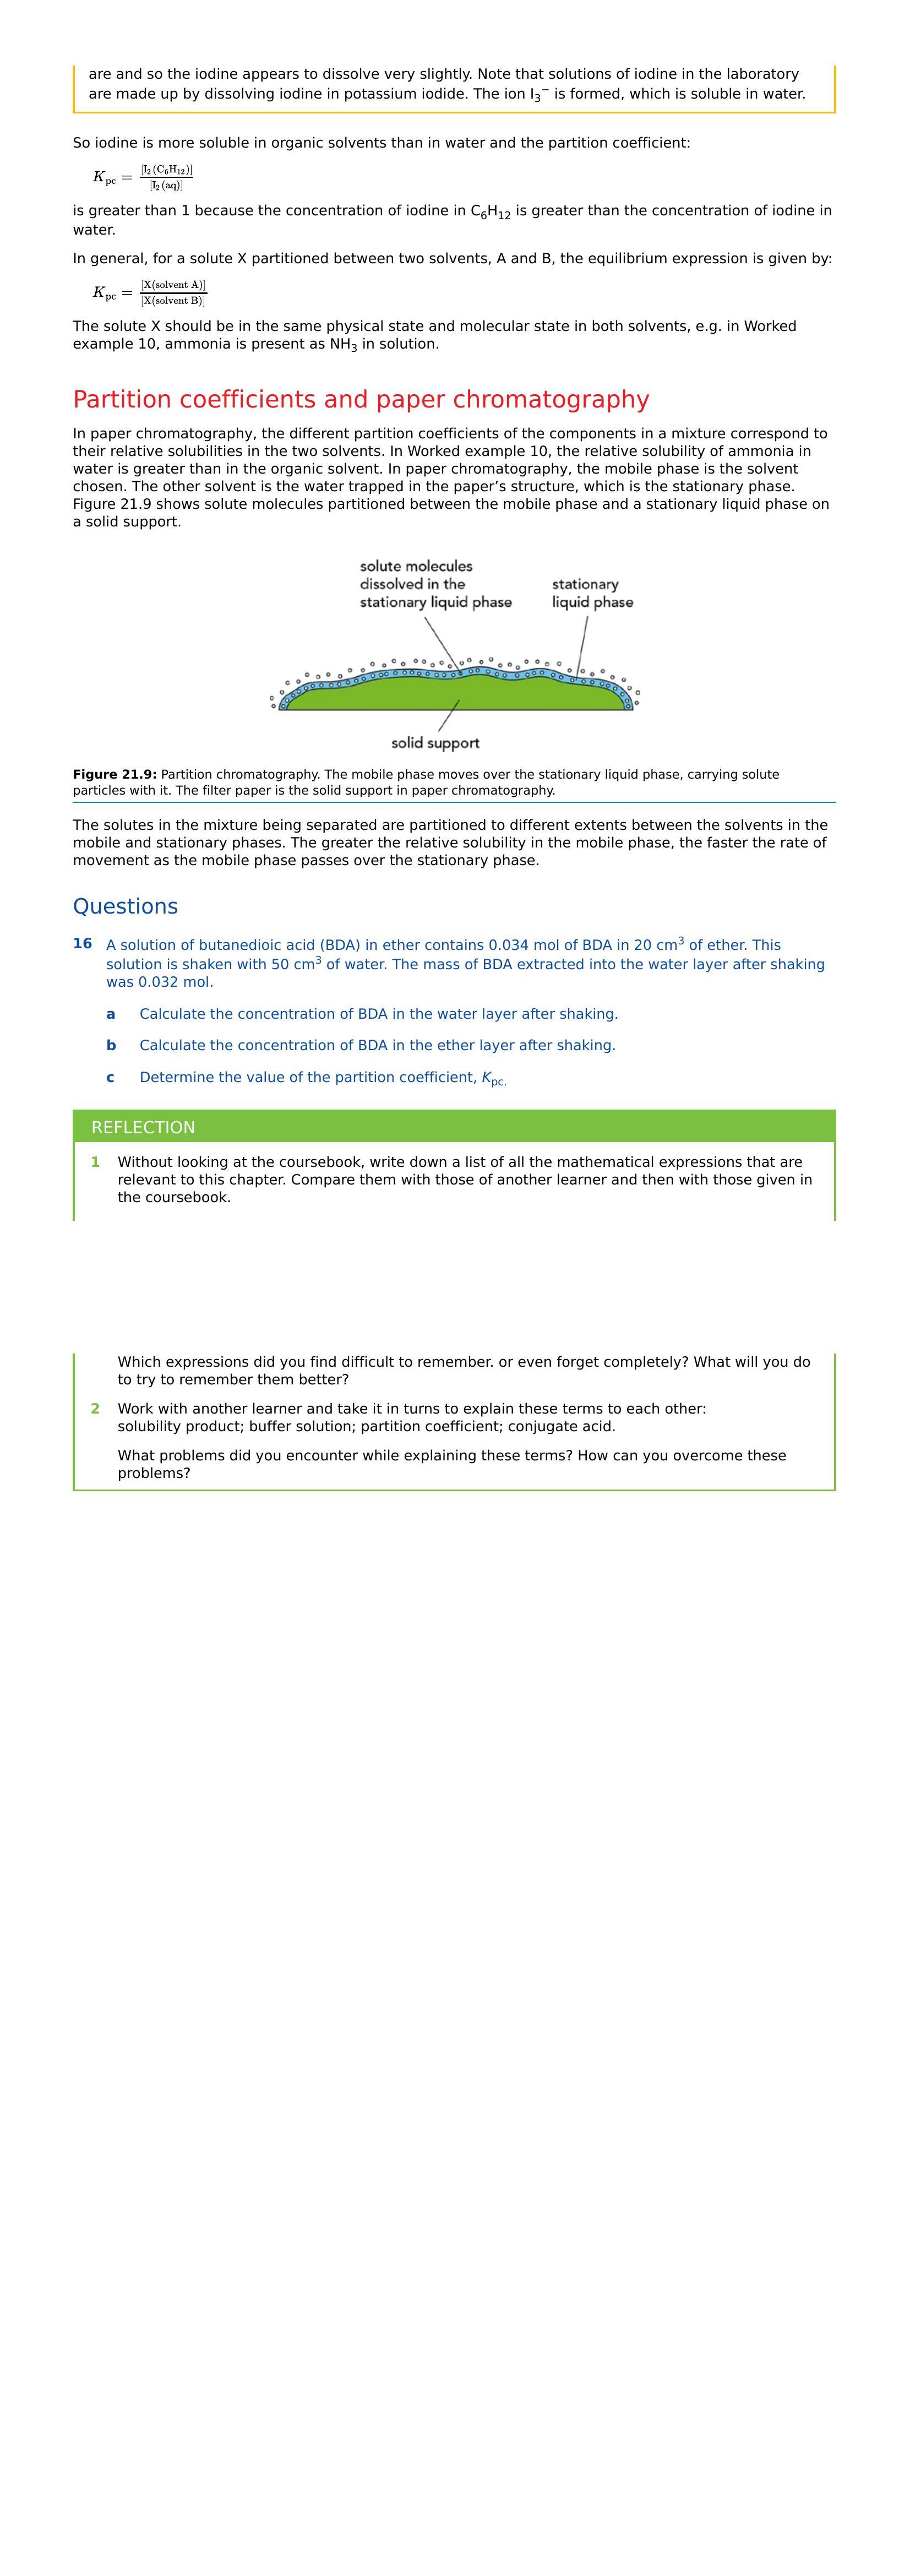 are and so the iodine appears to dissolve very slightly. Note that solutions of iodine in the laboratory
are made up by dissolving iodine in potassium iodide. The ion I₃⁻ is formed, which is soluble in water.
So iodine is more soluble in organic solvents than in water and the partition coefficient:
Kpc = [I₂(C₆H₁₂)] / [I₂(aq)]
is greater than 1 because the concentration of iodine in C₆H₁₂ is greater than the concentration of iodine in
water.
In general, for a solute X partitioned between two solvents, A and B, the equilibrium expression is given by:
Kpc = [X(solvent A)] / [X(solvent B)]
The solute X should be in the same physical state and molecular state in both solvents, e.g. in Worked
example 10, ammonia is present as NH₃ in solution.
Partition coefficients and paper chromatography
In paper chromatography, the different partition coefficients of the components in a mixture correspond to
their relative solubilities in the two solvents. In Worked example 10, the relative solubility of ammonia in
water is greater than in the organic solvent. In paper chromatography, the mobile phase is the solvent
chosen. The other solvent is the water trapped in the paper’s structure, which is the stationary phase.
Figure 21.9 shows solute molecules partitioned between the mobile phase and a stationary liquid phase on
a solid support.
solute molecules
dissolved in the
stationary liquid phase
stationary
liquid phase
solid support
Figure 21.9: Partition chromatography. The mobile phase moves over the stationary liquid phase, carrying solute
particles with it. The filter paper is the solid support in paper chromatography.
The solutes in the mixture being separated are partitioned to different extents between the solvents in the
mobile and stationary phases. The greater the relative solubility in the mobile phase, the faster the rate of
movement as the mobile phase passes over the stationary phase.
Questions
16 A solution of butanedioic acid (BDA) in ether contains 0.034 mol of BDA in 20 cm³ of ether. This
solution is shaken with 50 cm³ of water. The mass of BDA extracted into the water layer after shaking
was 0.032 mol.
a Calculate the concentration of BDA in the water layer after shaking.
b Calculate the concentration of BDA in the ether layer after shaking.
c Determine the value of the partition coefficient, Kpc.
REFLECTION
1 Without looking at the coursebook, write down a list of all the mathematical expressions that are
relevant to this chapter. Compare them with those of another learner and then with those given in
the coursebook.
Which expressions did you find difficult to remember. or even forget completely? What will you do
to try to remember them better?
2 Work with another learner and take it in turns to explain these terms to each other:
solubility product; buffer solution; partition coefficient; conjugate acid.
What problems did you encounter while explaining these terms? How can you overcome these
problems?